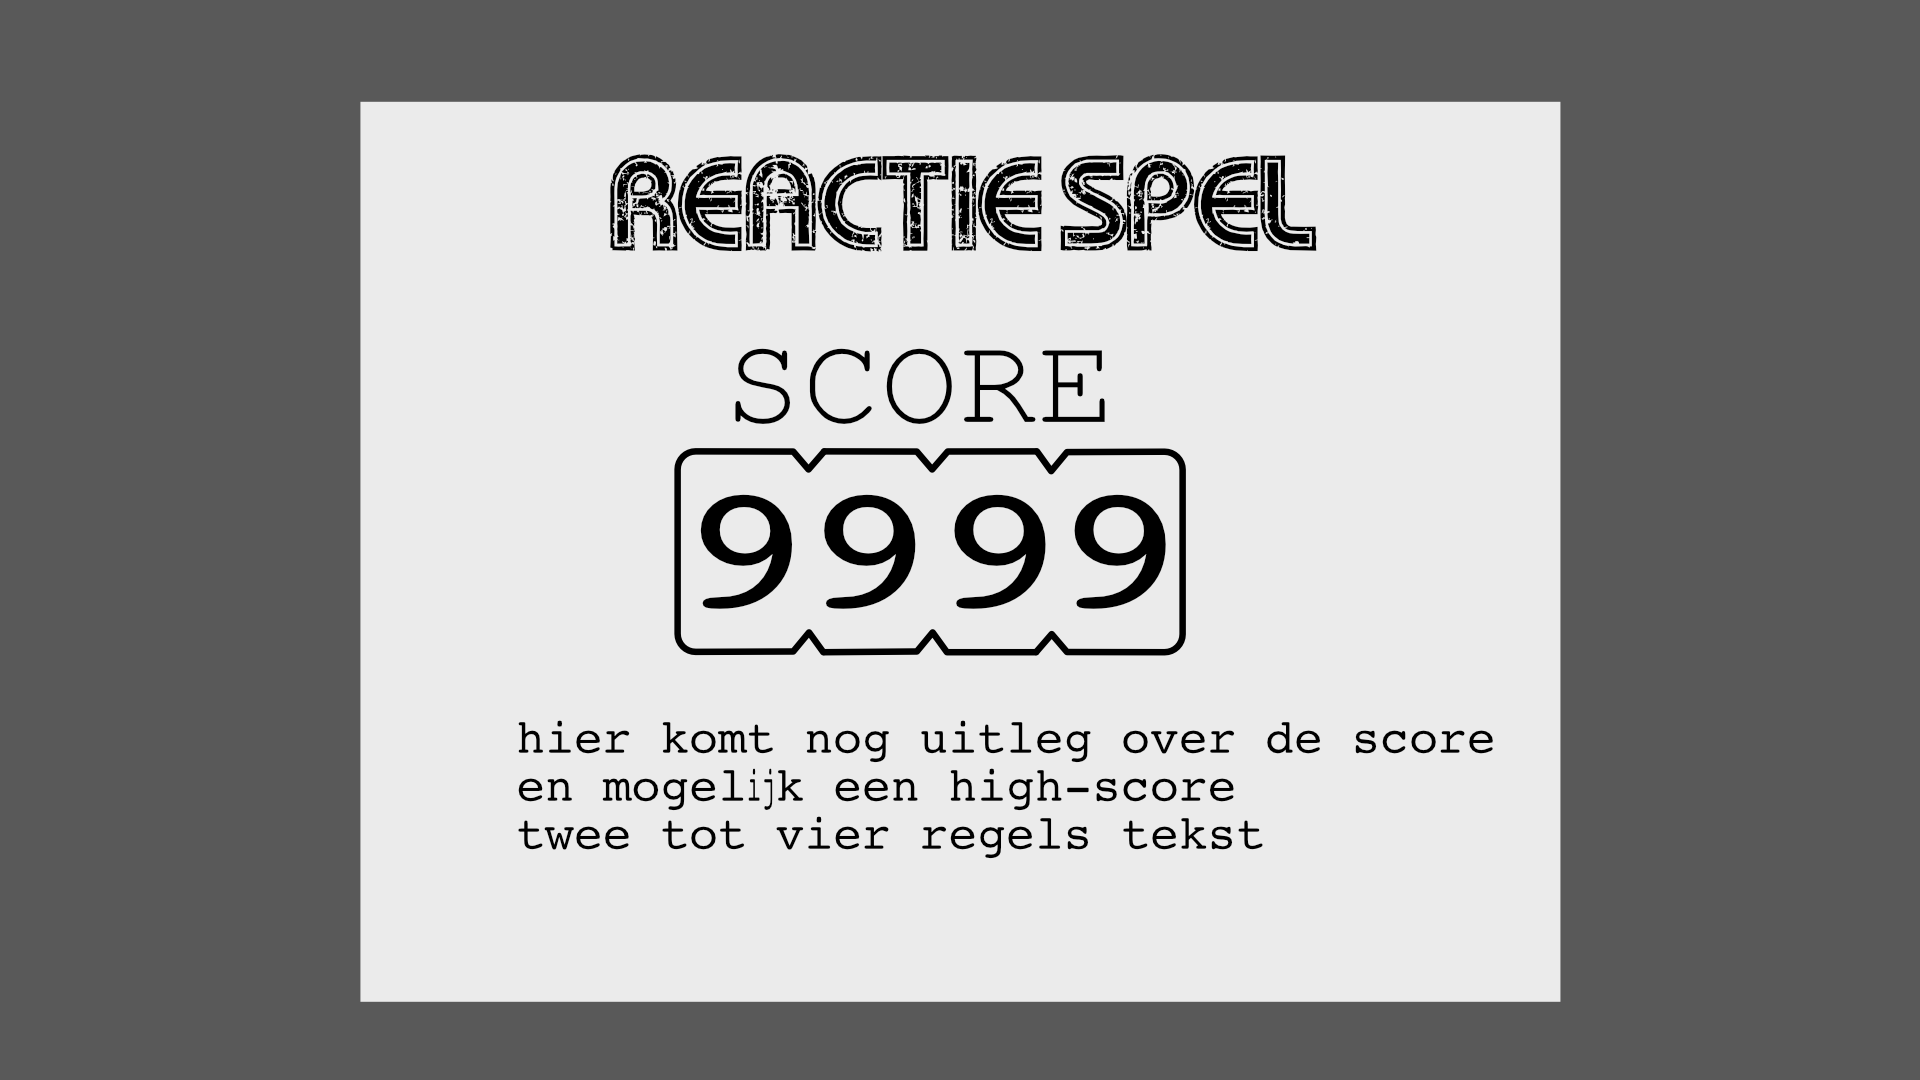 REACTIE SPEL
SCORE
9999
hier komt nog uitleg over de score
en mogelijk een high-score
twee tot vier regels tekst